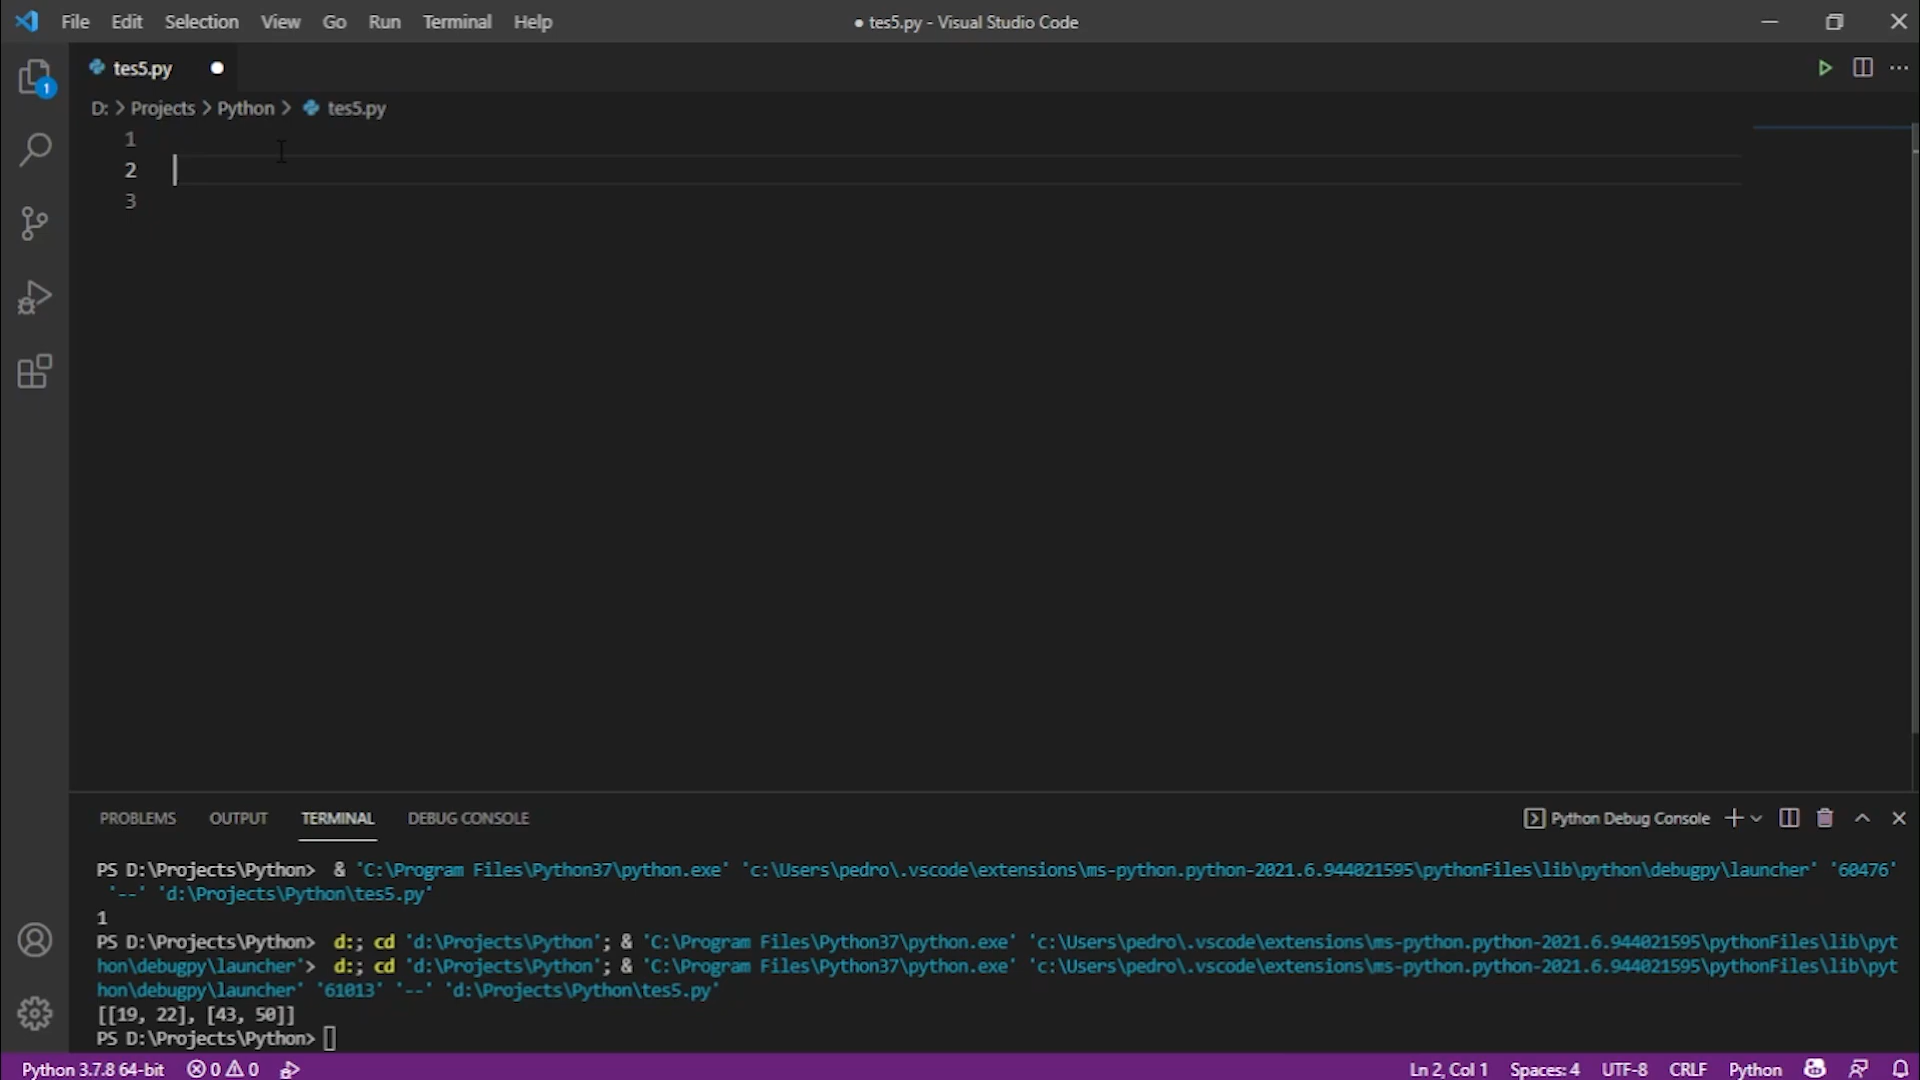 File Edit Selection View Go Run Terminal Help
● tes5.py - Visual Studio Code
tes5.py
1
D: > Projects > Python > tes5.py
1
2
3
PROBLEMS OUTPUT TERMINAL DEBUG CONSOLE
Python Debug Console
PS D:\Projects\Python> & 'C:\Program Files\Python37\python.exe' 'c:\Users\pedro\.vscode\extensions\ms-python.python-2021.6.944021595\pythonFiles\lib\python\debugpy\launcher' '60476'
'--' 'd:\Projects\Python\tes5.py'
1
PS D:\Projects\Python> d:; cd 'd:\Projects\Python'; & 'C:\Program Files\Python37\python.exe' 'c:\Users\pedro\.vscode\extensions\ms-python.python-2021.6.944021595\pythonFiles\lib\pyt
hon\debugpy\launcher'> d:; cd 'd:\Projects\Python'; & 'C:\Program Files\Python37\python.exe' 'c:\Users\pedro\.vscode\extensions\ms-python.python-2021.6.944021595\pythonFiles\lib\pyt
hon\debugpy\launcher' '61013' '--' 'd:\Projects\Python\tes5.py'
[[19, 22], [43, 50]]
PS D:\Projects\Python>
Python 3.7.8 64-bit 0 0 Ln 2, Col 1 Spaces: 4 UTF-8 CRLF Python